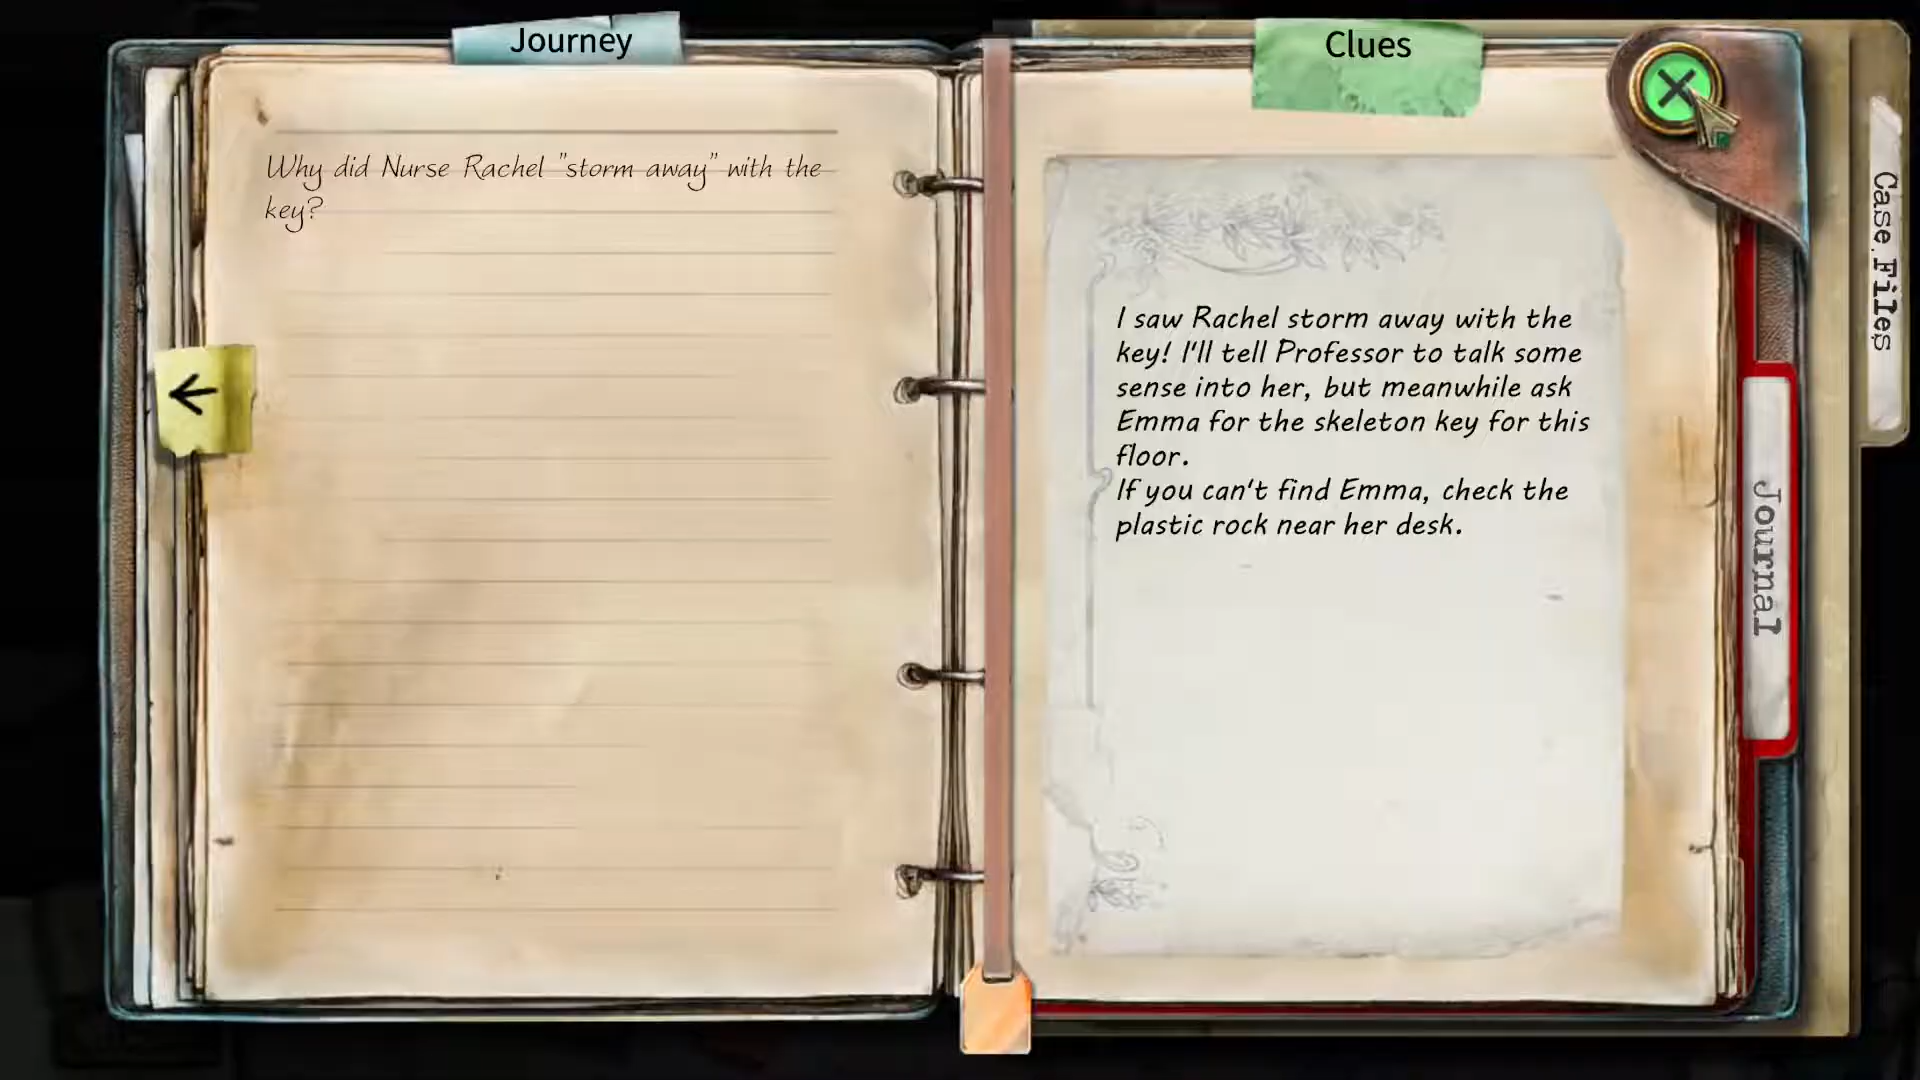 Journey
Why did Nurse Rachel "storm away" with the
key?
Clues
I saw Rachel storm away with the
key! I'll tell Professor to talk some
sense into her, but meanwhile ask
Emma for the skeleton key for this
floor.
If you can't find Emma, check the
plastic rock near her desk.
Case Files
Journal